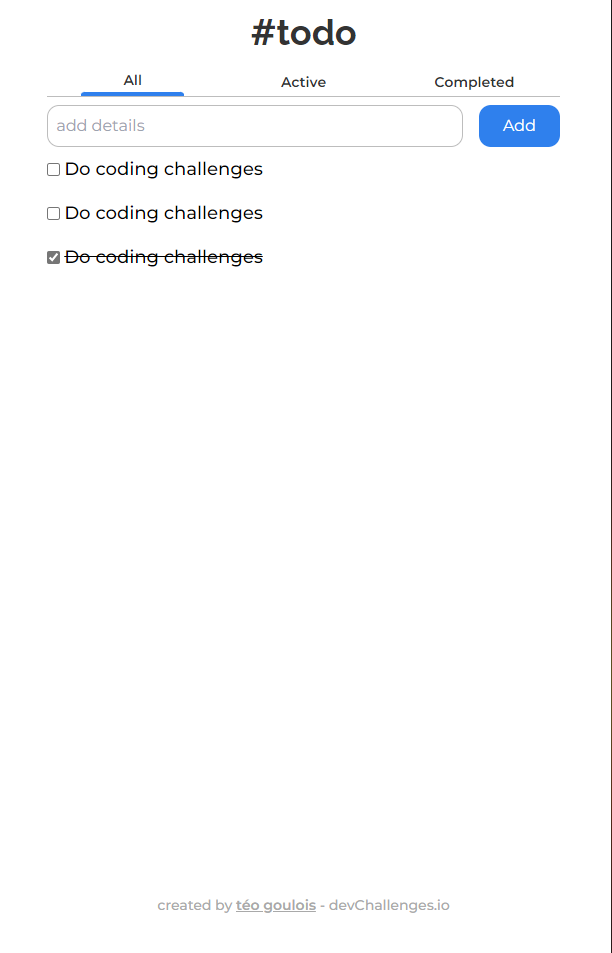 #todo
All Active Completed
add details Add
Do coding challenges
Do coding challenges
Do coding challenges
created by téo goulois - devChallenges.io